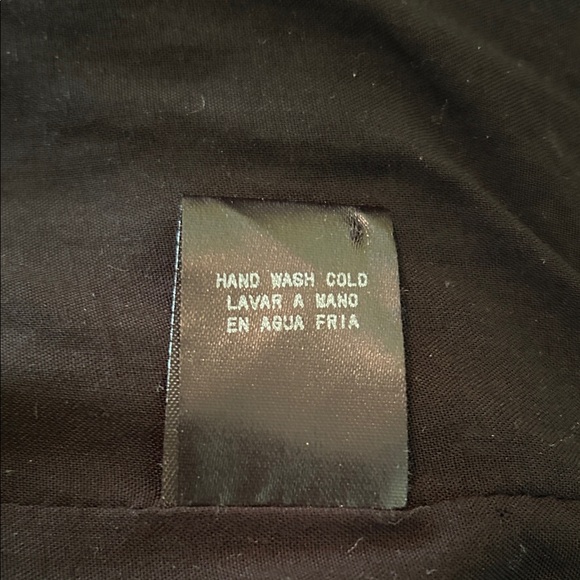 HAND WASH COLD
LAVAR A MANO
EN AGUA FRIA